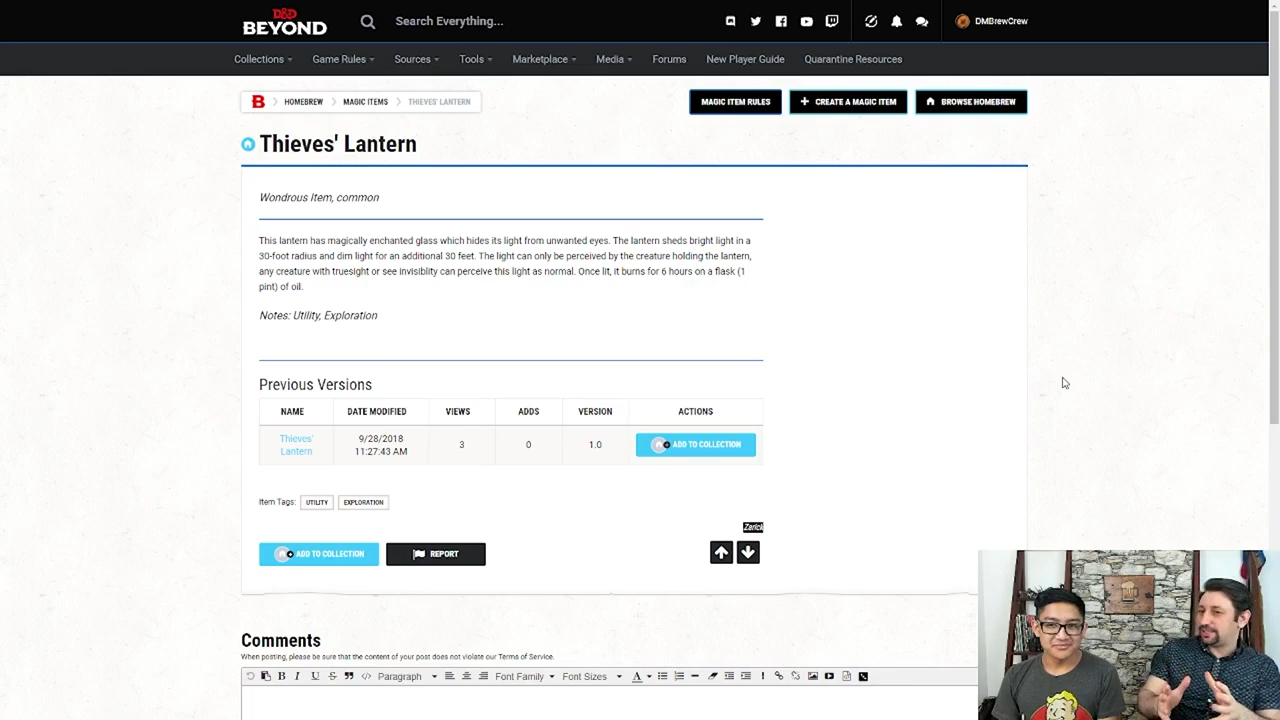 D&D
BEYOND
Search Everything...
DMBrewCrew
Collections
Game Rules
Sources
Tools
Marketplace
Media
Forums
New Player Guide
Quarantine Resources
B
HOMEBREW
MAGIC ITEMS
THIEVES' LANTERN
MAGIC ITEM RULES
CREATE A MAGIC ITEM
BROWSE HOMEBREW
Thieves' Lantern
Wondrous Item, common
This lantern has magically enchanted glass which hides its light from unwanted eyes. The lantern sheds bright light in a
30-foot radius and dim light for an additional 30 feet. The light can only be perceived by the creature holding the lantern,
any creature with truesight or see invisiblity can perceive this light as normal. Once lit, it burns for 6 hours on a flask (1
pint) of oil.
Notes: Utility, Exploration
Previous Versions
NAME DATE MODIFIED VIEWS ADDS VERSION ACTIONS
Thieves' Lantern 9/28/2018 11:27:43 AM 3 0 1.0 ADD TO COLLECTION
Item Tags: UTILITY EXPLORATION
Zarick
ADD TO COLLECTION
REPORT
Comments
When posting, please be sure that the content of your post does not violate our Terms of Service.
Paragraph
Font Family
Font Sizes